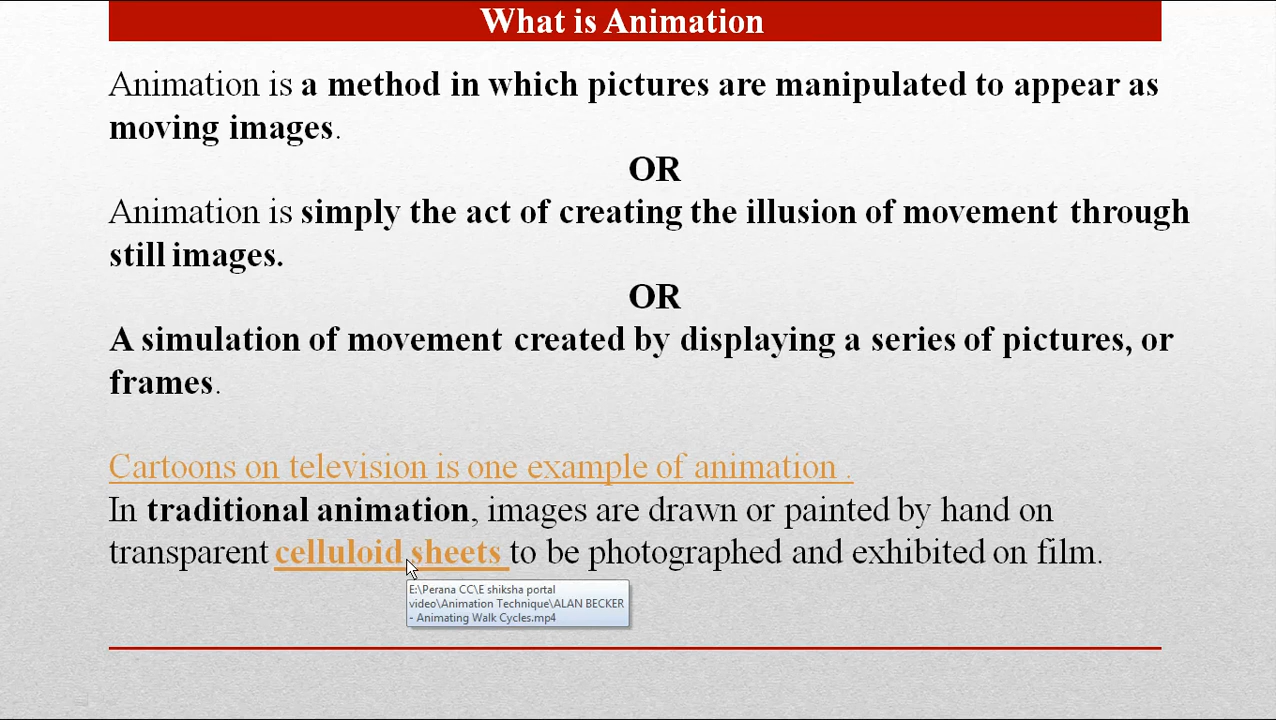 What is Animation
Animation is a method in which pictures are manipulated to appear as
moving images.
OR
Animation is simply the act of creating the illusion of movement through
still images.
OR
A simulation of movement created by displaying a series of pictures, or
frames.
Cartoons on television is one example of animation .
In traditional animation, images are drawn or painted by hand on
transparent celluloid sheets to be photographed and exhibited on film.
E:\Perana CC\E shiksha portal
video\Animation Technique\ALAN BECKER
- Animating Walk Cycles.mp4